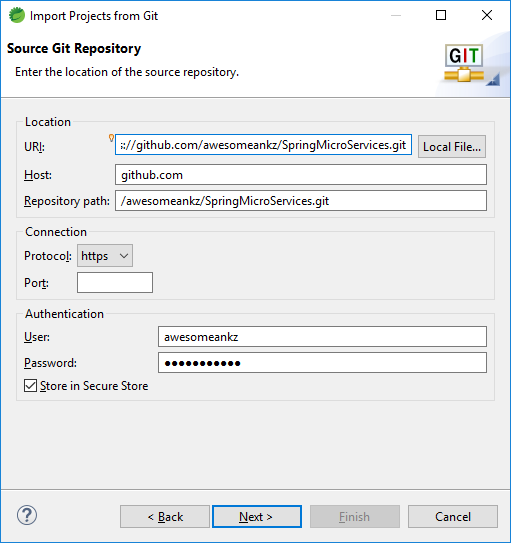 Import Projects from Git
Source Git Repository
Enter the location of the source repository.
GIT
Location
URI: ://github.com/awesomeankz/SpringMicroServices.git Local File...
Host: github.com
Repository path: /awesomeankz/SpringMicroServices.git
Connection
Protocol: https
Port:
Authentication
User: awesomeankz
Password: ●●●●●●●●●●●
Store in Secure Store
? < Back Next > Finish Cancel